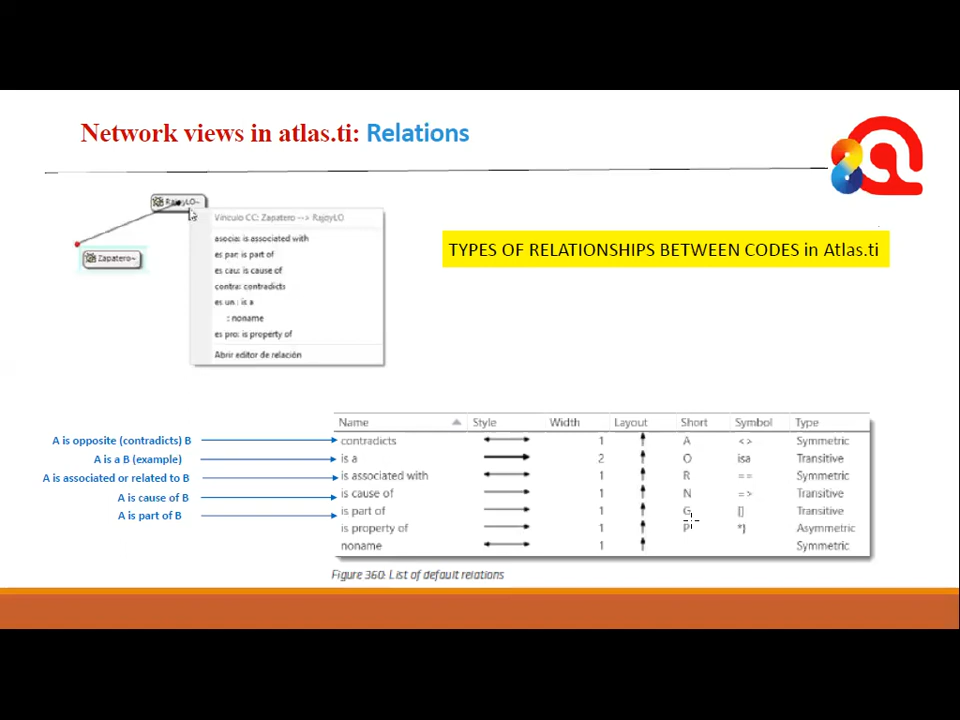 Network views in atlas.ti: Relations
RajoyLO~
Zapatero~
Vínculo CC: Zapatero --> RajoyLO
asocia: is associated with
es par: is part of
es cau: is cause of
contra: contradicts
es un : is a
: noname
es pro: is property of
Abrir editor de relación
TYPES OF RELATIONSHIPS BETWEEN CODES in Atlas.ti
Name Style Width Layout Short Symbol Type
A is opposite (contradicts) B contradicts 1 A <> Symmetric
A is a B (example) is a 2 O isa Transitive
A is associated or related to B is associated with 1 R == Symmetric
A is cause of B is cause of 1 N => Transitive
A is part of B is part of 1 G [] Transitive
is property of 1 P *} Asymmetric
noname 1 Symmetric
Figure 360: List of default relations